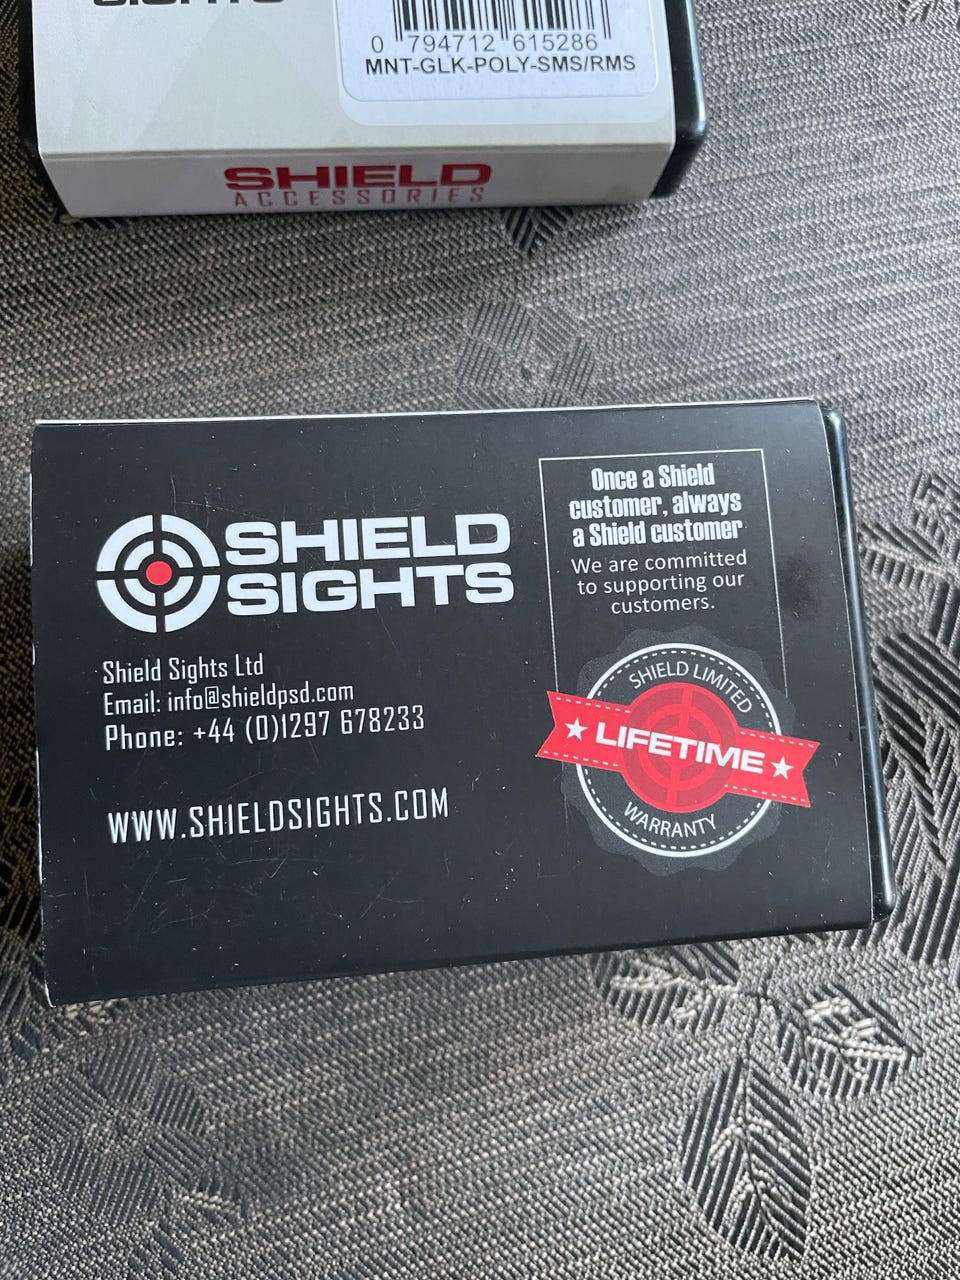 SIGHTS
0 794712 615286
MNT-GLK-POLY-SMS/RMS
SHIELD
ACCESSORIES
SHIELD
SIGHTS
Shield Sights Ltd
Email: info@shieldpsd.com
Phone: +44 (0)1297 678233
WWW.SHIELDSIGHTS.COM
Once a Shield
customer, always
a Shield customer
We are committed
to supporting our
customers.
SHIELD LIMITED
★ LIFETIME ★
WARRANTY